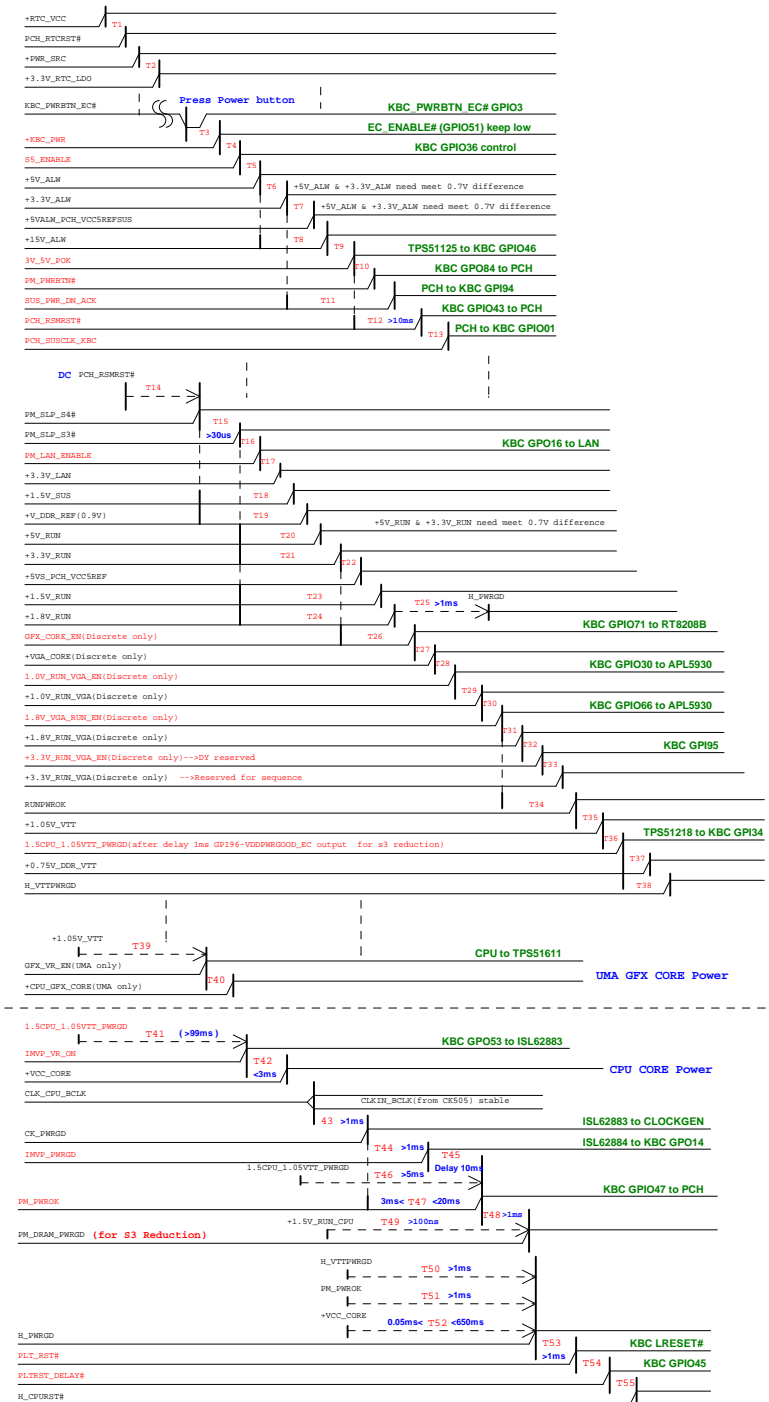 +RTC_VCC
T1
PCH_RTCRST#
+PWR_SRC
T2
+3.3V_RTC_LDO
KBC_PWRBTN_EC#
Press Power button
KBC_PWRBTN_EC# GPIO3
T3
EC_ENABLE# (GPIO51) keep low
+KBC_PWR
T4
KBC GPIO36 control
S5_ENABLE
T5
+5V_ALW
T6
+5V_ALW & +3.3V_ALW need meet 0.7V difference
+3.3V_ALW
T7
+5V_ALW & +3.3V_ALW need meet 0.7V difference
+5VALW_PCH_VCC5REFSUS
+15V_ALW
T8
T9
TPS51125 to KBC GPIO46
3V_5V_POK
T10
KBC GPO84 to PCH
PM_PWRBTN#
PCH to KBC GPI94
SUS_PWR_DN_ACK
T11
KBC GPIO43 to PCH
PCH_RSMRST#
T12 >10ms
PCH to KBC GPIO01
T13
PCH_SUSCLK_KBC
DC PCH_RSMRST#
T14
PM_SLP_S4#
T15
PM_SLP_S3#
>30us
T16
KBC GPO16 to LAN
PM_LAN_ENABLE
T17
+3.3V_LAN
+1.5V_SUS
T18
+V_DDR_REF(0.9V)
T19
+5V_RUN & +3.3V_RUN need meet 0.7V difference
+5V_RUN
T20
+3.3V_RUN
T21
T22
+5VS_PCH_VCC5REF
+1.5V_RUN
T23
T25 >1ms
H_PWRGD
+1.8V_RUN
T24
KBC GPIO71 to RT8208B
GFX_CORE_EN(Discrete only)
T26
+VGA_CORE(Discrete only)
T27
T28
KBC GPIO30 to APL5930
1.0V_RUN_VGA_EN(Discrete only)
T29
+1.0V_RUN_VGA(Discrete only)
T30
KBC GPIO66 to APL5930
1.8V_VGA_RUN_EN(Discrete only)
T31
+1.8V_RUN_VGA(Discrete only)
T32
KBC GPI95
+3.3V_RUN_VGA_EN(Discrete only)-->DY reserved
T33
+3.3V_RUN_VGA(Discrete only) -->Reserved for sequence
RUNPWROK
T34
T35
+1.05V_VTT
TPS51218 to KBC GPI34
T36
1.5CPU_1.05VTT_PWRGD(after delay 1ms GPI96-VDDPWRGOOD_EC output for s3 reduction)
T37
+0.75V_DDR_VTT
H_VTTPWRGD
T38
+1.05V_VTT
T39
CPU to TPS51611
GFX_VR_EN(UMA only)
T40
UMA GFX CORE Power
+CPU_GFX_CORE(UMA only)
1.5CPU_1.05VTT_PWRGD
T41 (>99ms)
KBC GPO53 to ISL62883
IMVP_VR_ON
T42
+VCC_CORE
<3ms
CPU CORE Power
CLK_CPU_BCLK
CLKIN_BCLK(from CK505) stable
43 >1ms
ISL62883 to CLOCKGEN
CK_PWRGD
T44 >1ms
ISL62884 to KBC GPO14
IMVP_PWRGD
T45
1.5CPU_1.05VTT_PWRGD
Delay 10ms
T46 >5ms
KBC GPIO47 to PCH
PM_PWROK
3ms< T47 <20ms
T48 >1ms
+1.5V_RUN_CPU
T49 >100ns
PM_DRAM_PWRGD (for S3 Reduction)
H_VTTPWRGD
T50 >1ms
PM_PWROK
T51 >1ms
+VCC_CORE
0.05ms< T52 <650ms
H_PWRGD
T53
KBC LRESET#
PLT_RST#
>1ms
T54
KBC GPIO45
PLTRST_DELAY#
T55
H_CPURST#